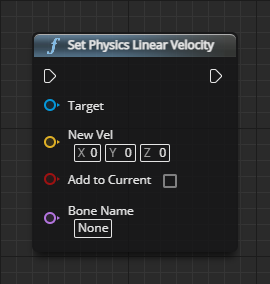 f Set Physics Linear Velocity
Target
New Vel
X 0 Y 0 Z 0
Add to Current
Bone Name
None